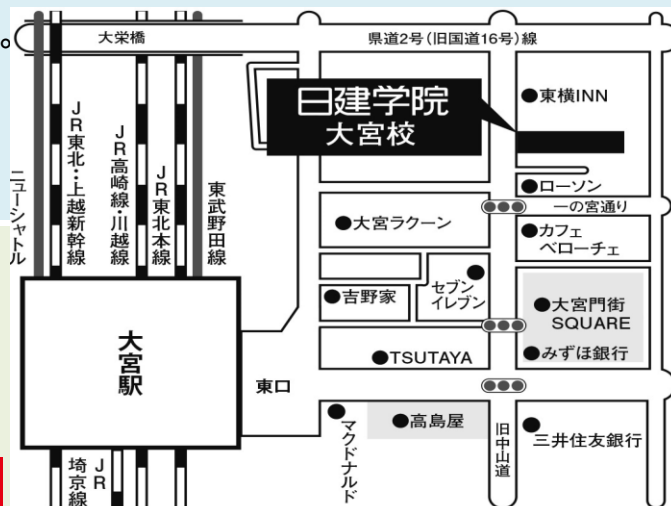 大栄橋
県道2号(旧国道16号)線
日建学院
大宮校
東横INN
ニューシャトル
JR東北・上越新幹線
JR高崎線・川越線
JR東北本線
東武野田線
ローソン
一の宮通り
大宮ラクーン
カフェ
ベローチェ
吉野家
セブン
イレブン
大宮門街
SQUARE
みずほ銀行
TSUTAYA
大宮駅
東口
マクドナルド
高島屋
旧中山道
三井住友銀行
JR
埼京線